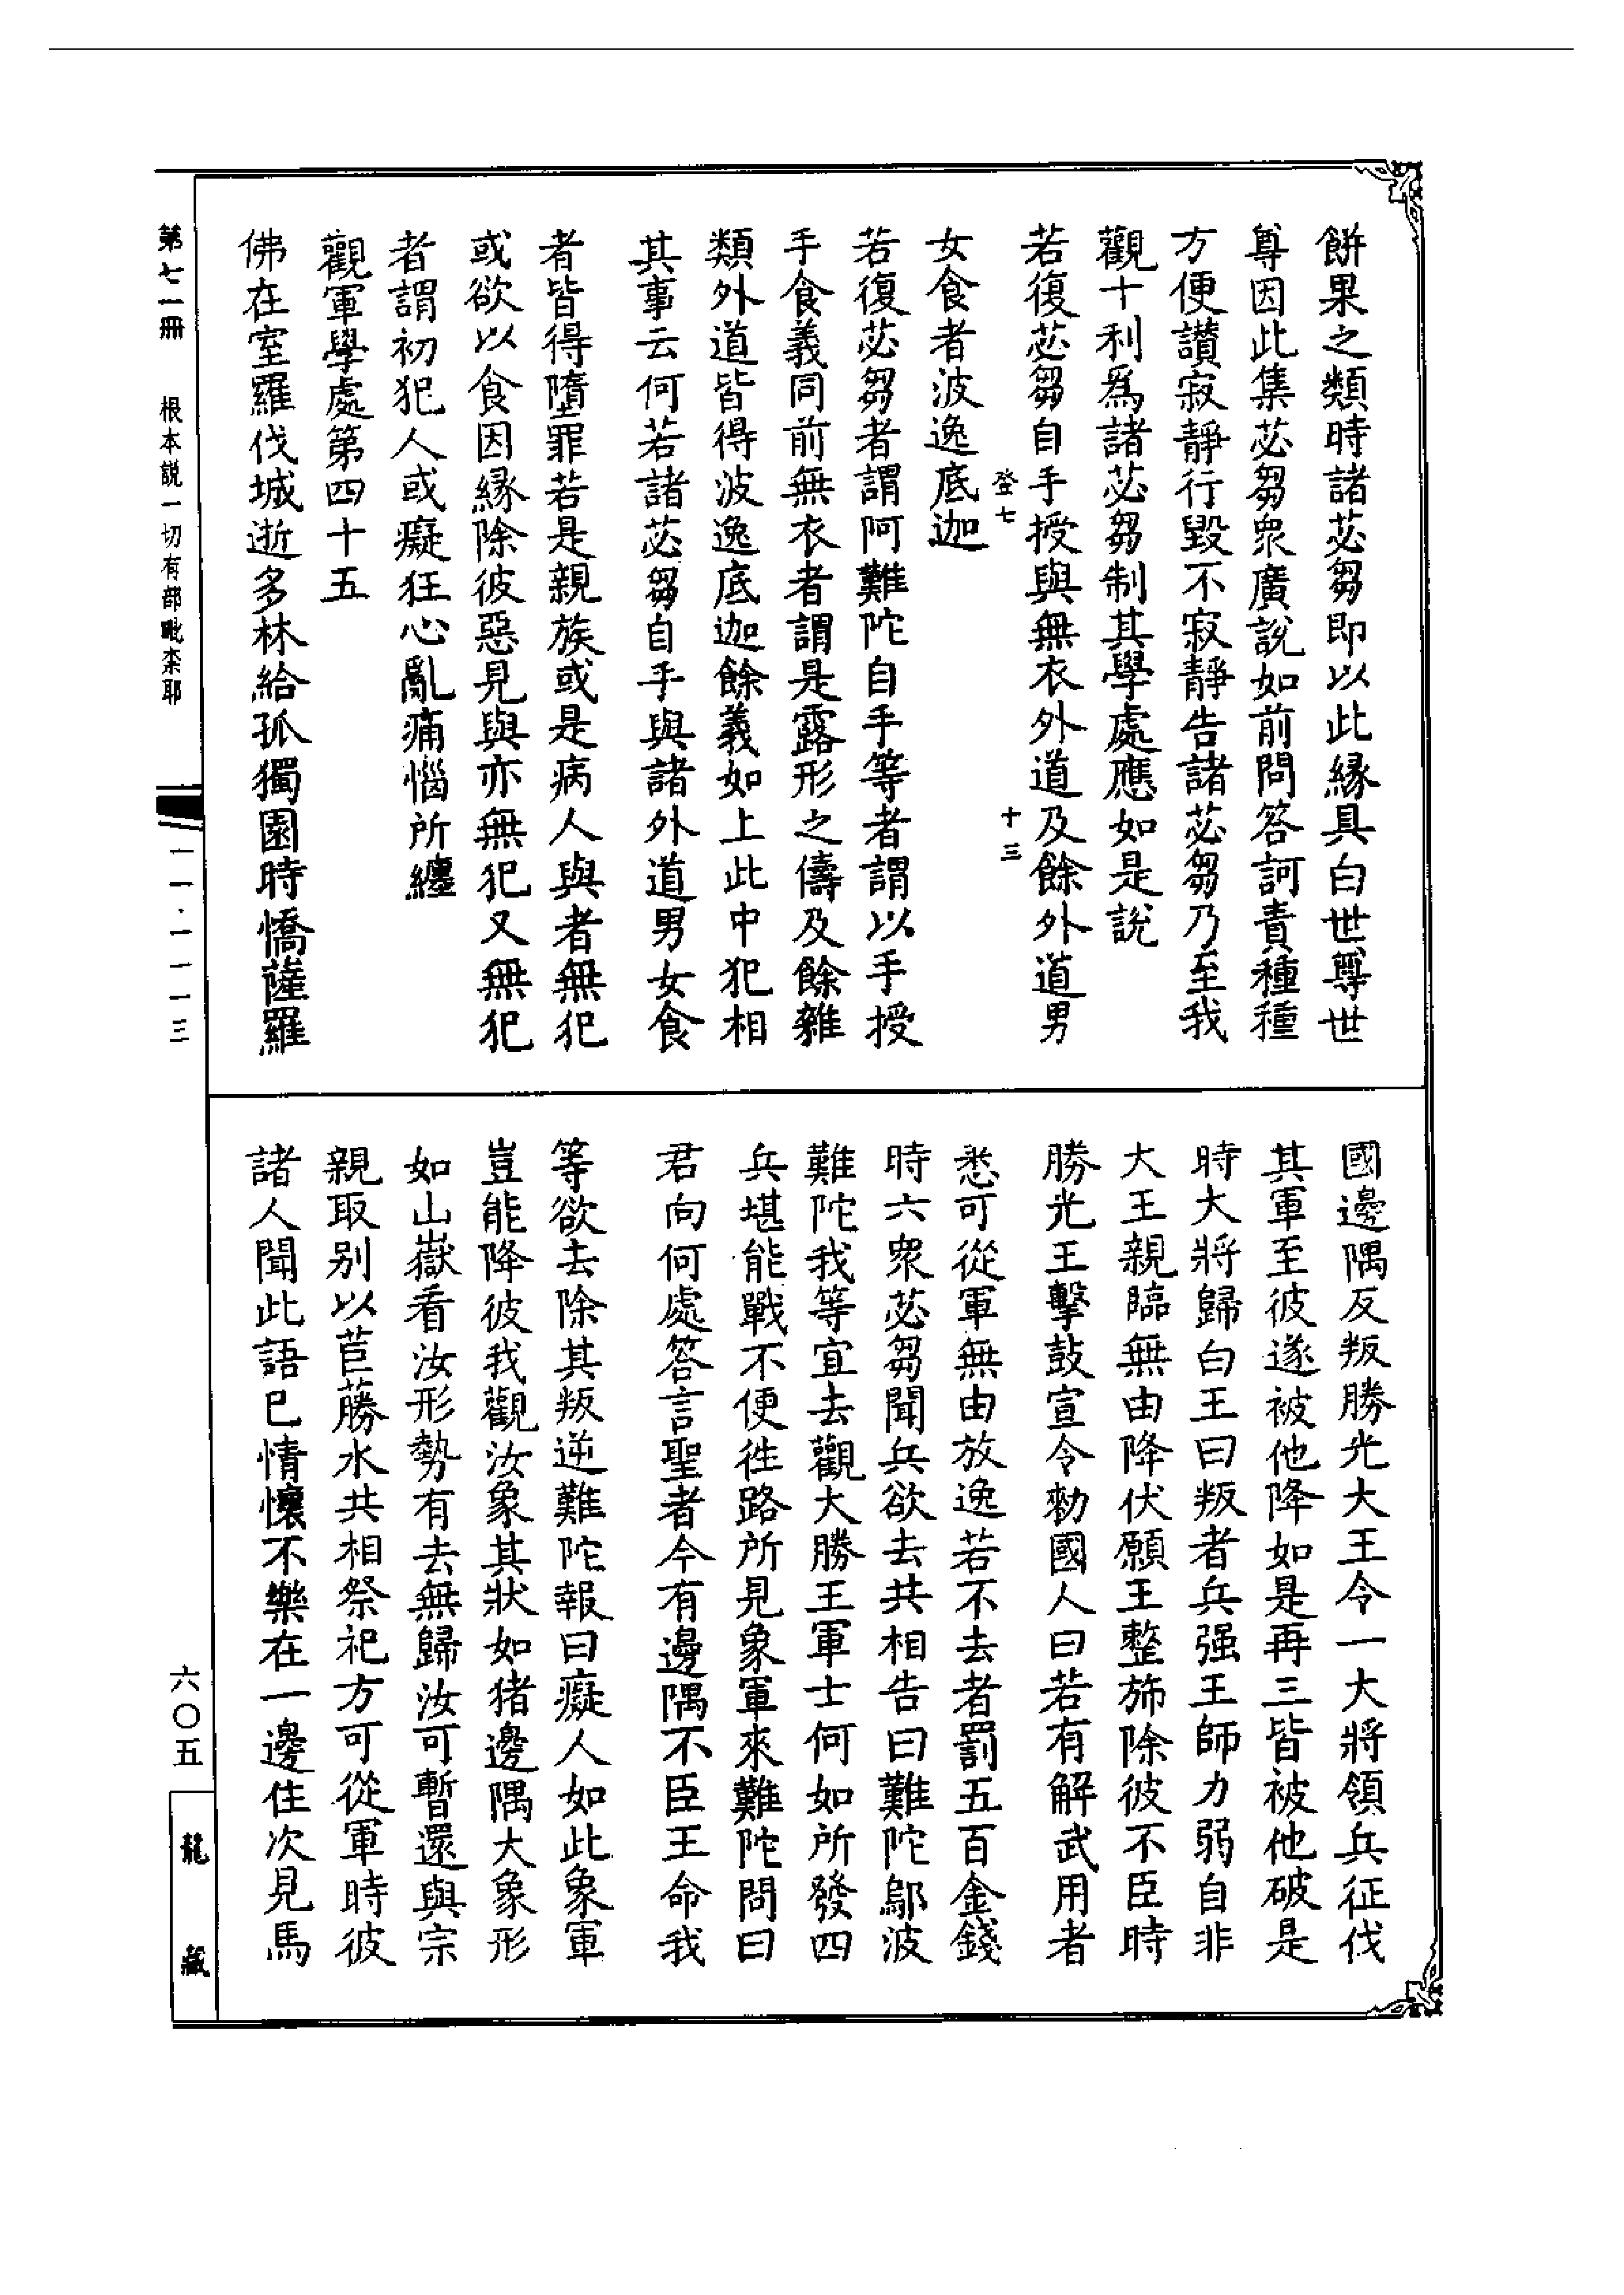 餅果之類時諸苾芻即以此緣具白世尊世
尊因此集苾芻衆廣說如前問答訶責種種
方便讚寂靜行毀不寂靜告諸苾芻乃至我
觀十利爲諸苾芻制其學處應如是說
若復苾芻自手授與無衣外道及餘外道男
登七 十三
女食者波逸底迦
若復苾芻者謂阿難陀自手等者謂以手授
手食義同前無衣者謂是露形之儔及餘雜
類外道皆得波逸底迦餘義如上此中犯相
其事云何若諸苾芻自手與諸外道男女食
者皆得墮罪若是親族或是病人與者無犯
或欲以食因緣除彼惡見與亦無犯又無犯
者謂初犯人或癡狂心亂痛惱所纏
觀軍學處第四十五
佛在室羅伐城逝多林給孤獨園時憍薩羅
國邊隅反叛勝光大王令一大將領兵征伐
其軍至彼遂被他降如是再三皆被他破是
時大將歸白王曰叛者兵强王師力弱自非
大王親臨無由降伏願王整旆除彼不臣時
勝光王擊鼓宣令勑國人曰若有解武用者
悉可從軍無由放逸若不去者罰五百金錢
時六衆苾芻聞兵欲去共相告曰難陀鄔波
難陀我等宜去觀大勝王軍士何如所發四
兵堪能戰不便徃路所見象軍來難陀問曰
君向何處答言聖者今有邊隅不臣王命我
等欲去除其叛逆難陀報曰癡人如此象軍
豈能降彼我觀汝象其狀如猪邊隅大象形
如山嶽看汝形勢有去無歸汝可暫還與宗
親取别以苣蕂水共相祭祀方可從軍時彼
諸人聞此語已情懷不樂在一邊住次見馬
第七一冊 根本説一切有部毗柰耶 一一·一一一三
六〇五 龍藏